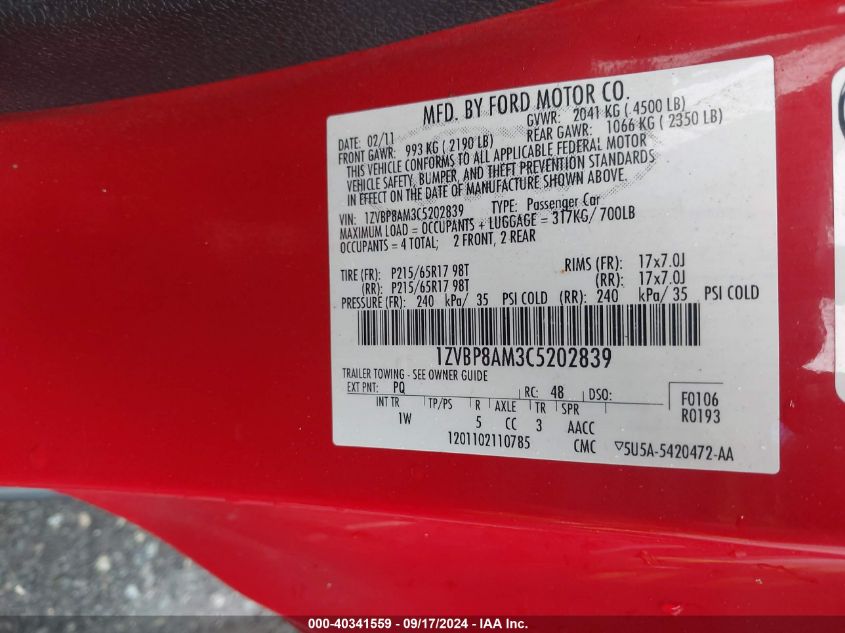 MFD. BY FORD MOTOR CO.
DATE: 02/11 GVWR: 2041 KG ( 4500 LB)
FRONT GAWR: 993 KG ( 2190 LB) REAR GAWR: 1066 KG ( 2350 LB)
THIS VEHICLE CONFORMS TO ALL APPLICABLE FEDERAL MOTOR
VEHICLE SAFETY, BUMPER, AND THEFT PREVENTION STANDARDS
IN EFFECT ON THE DATE OF MANUFACTURE SHOWN ABOVE.
VIN: 1ZVBP8AM3C5202839 TYPE: Passenger Car
MAXIMUM LOAD = OCCUPANTS + LUGGAGE = 317KG/ 700LB
OCCUPANTS = 4 TOTAL; 2 FRONT, 2 REAR
TIRE (FR): P215/65R17 98T RIMS (FR): 17x7.0J
(RR): P215/65R17 98T (RR): 17x7.0J
PRESSURE (FR): 240 kPa/ 35 PSI COLD (RR): 240 kPa/ 35 PSI COLD
1ZVBP8AM3C5202839
TRAILER TOWING - SEE OWNER GUIDE
EXT PNT: PQ RC: 48 DSO: F0106
INT TR TP/PS R AXLE TR SPR R0193
1W 5 CC 3 AACC
1201102110785 CMC ▽5U5A-5420472-AA
000-40341559 - 09/17/2024 - IAA Inc.